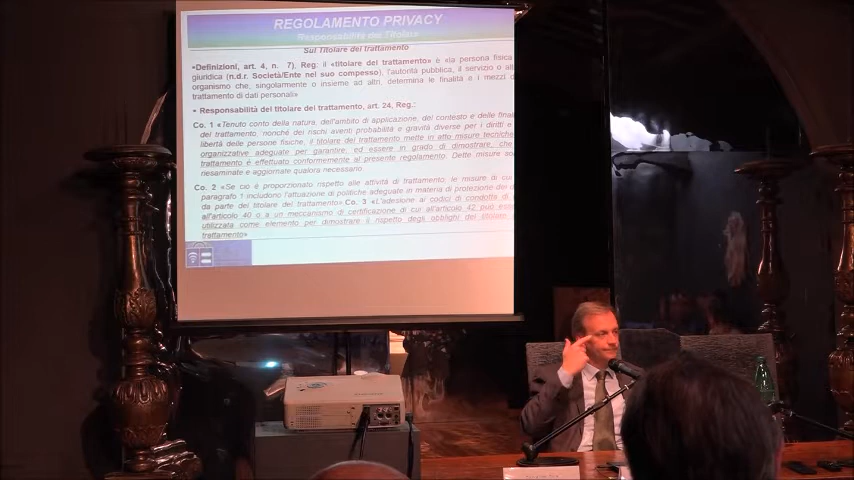 REGOLAMENTO PRIVACY
Responsabilità del Titolare
Sul Titolare del trattamento
«Definizioni, art. 4, n. 7), Reg: il «titolare del trattamento» è «la persona fisica
giuridica (n.d.r. Società/Ente nel suo compesso), l'autorità pubblica, il servizio o
organismo che, singolarmente o insieme ad altri, determina le finalità e i mezzi
trattamento di dati personali»
• Responsabilità del titolare del trattamento, art. 24, Reg.:
Co. 1 «Tenuto conto della natura, dell'ambito di applicazione, del contesto e delle
del trattamento, nonché dei rischi aventi probabilità e gravità diverse per i diritti e
libertà delle persone fisiche, il titolare del trattamento mette in atto misure tecniche
organizzative adeguate per garantire, ed essere in grado di dimostrare, che
trattamento è effettuato conformemente al presente regolamento. Dette misure
riesaminate e aggiornate qualora necessario.
Co. 2 «Se ciò è proporzionato rispetto alle attività di trattamento, le misure di cui
paragrafo 1 includono l'attuazione di politiche adeguate in materia di protezione dei
da parte del titolare del trattamento» Co. 3 «L'adesione ai codici di condotta di
all'articolo 40 o a un meccanismo di certificazione di cui all'articolo 42 può
utilizzata come elemento per dimostrare il rispetto degli obblighi del titolare
trattamento»